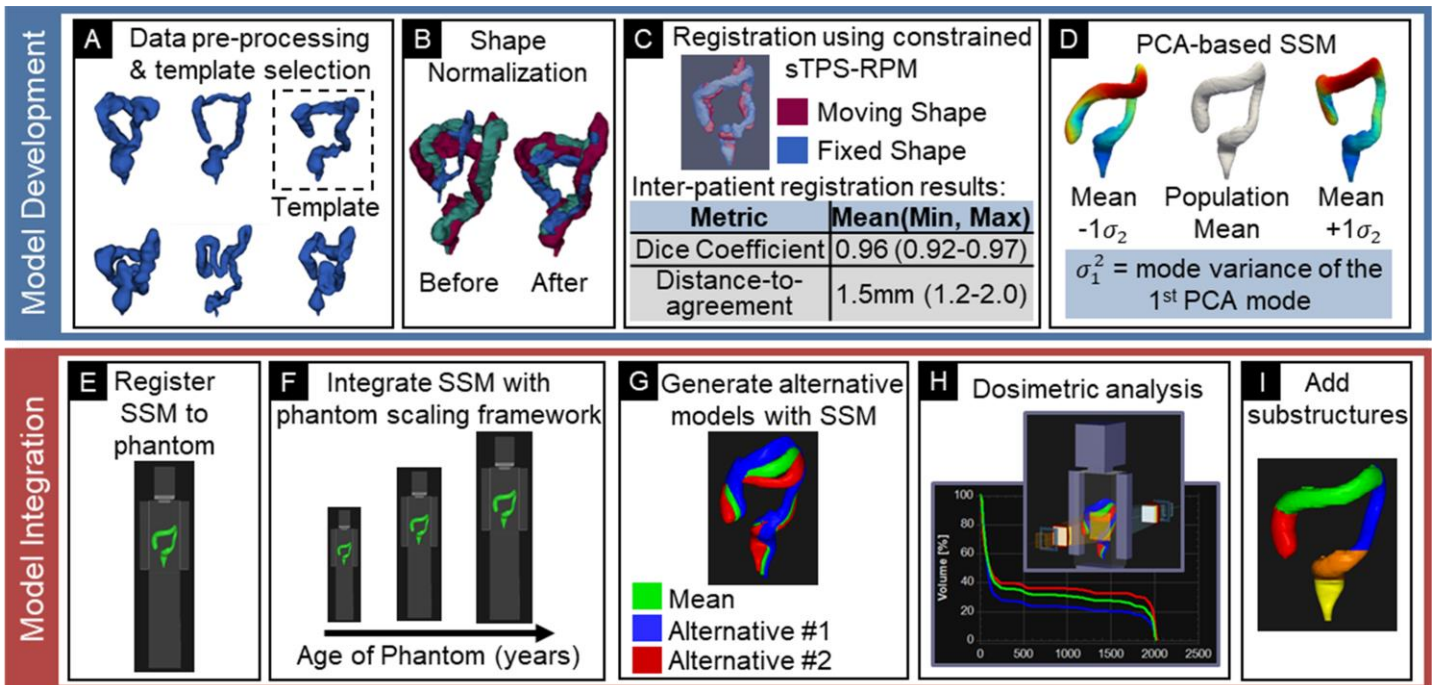 Model Development
A
Data pre-processing
& template selection
Template
B
Shape
Normalization
Before
After
C
Registration using constrained
sTPS-RPM
Moving Shape
Fixed Shape
Inter-patient registration results:
Metric
Mean(Min, Max)
Dice Coefficient
0.96 (0.92-0.97)
Distance-to-
agreement
1.5mm (1.2-2.0)
D
PCA-based SSM
Mean
-1σ₂
Population
Mean
Mean
+1σ₂
σ₁² = mode variance of the
1st PCA mode
Model Integration
E
Register
SSM to
phantom
F
Integrate SSM with
phantom scaling framework
Age of Phantom (years)
G
Generate alternative
models with SSM
Mean
Alternative #1
Alternative #2
H
Dosimetric analysis
Volume [%]
100
80
60
40
20
0
0 500 1000 1500 2000 2500
I
Add
substructures